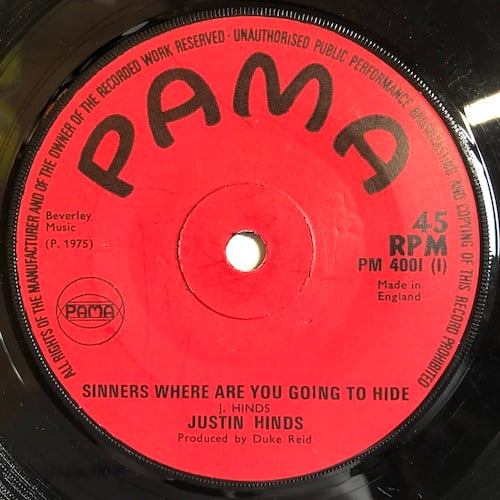 ALL RIGHTS OF THE MANUFACTURER AND OF THE OWNER OF THE RECORDED WORK RESERVED · UNAUTHORISED PUBLIC PERFORMANCE BROADCASTING AND COPYING OF THIS RECORD PROHIBITED
PAMA
Beverley
Music
(P. 1975)
45
RPM
PM 4001 (I)
Made in
England
PAMA
SINNERS WHERE ARE YOU GOING TO HIDE
J. HINDS
JUSTIN HINDS
Produced by Duke Reid